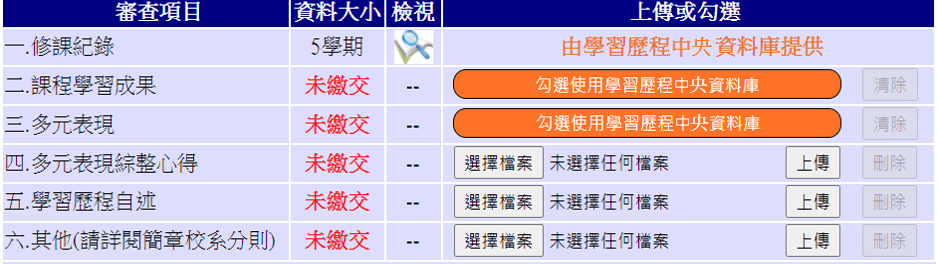 審查項目 資料大小 檢視 上傳或勾選
一.修課紀錄 5學期 由學習歷程中央資料庫提供
二.課程學習成果 未繳交 -- 勾選使用學習歷程中央資料庫 清除
三.多元表現 未繳交 -- 勾選使用學習歷程中央資料庫 清除
四.多元表現綜整心得 未繳交 -- 選擇檔案 未選擇任何檔案 上傳 刪除
五.學習歷程自述 未繳交 -- 選擇檔案 未選擇任何檔案 上傳 刪除
六.其他(請詳閱簡章校系分則) 未繳交 -- 選擇檔案 未選擇任何檔案 上傳 刪除